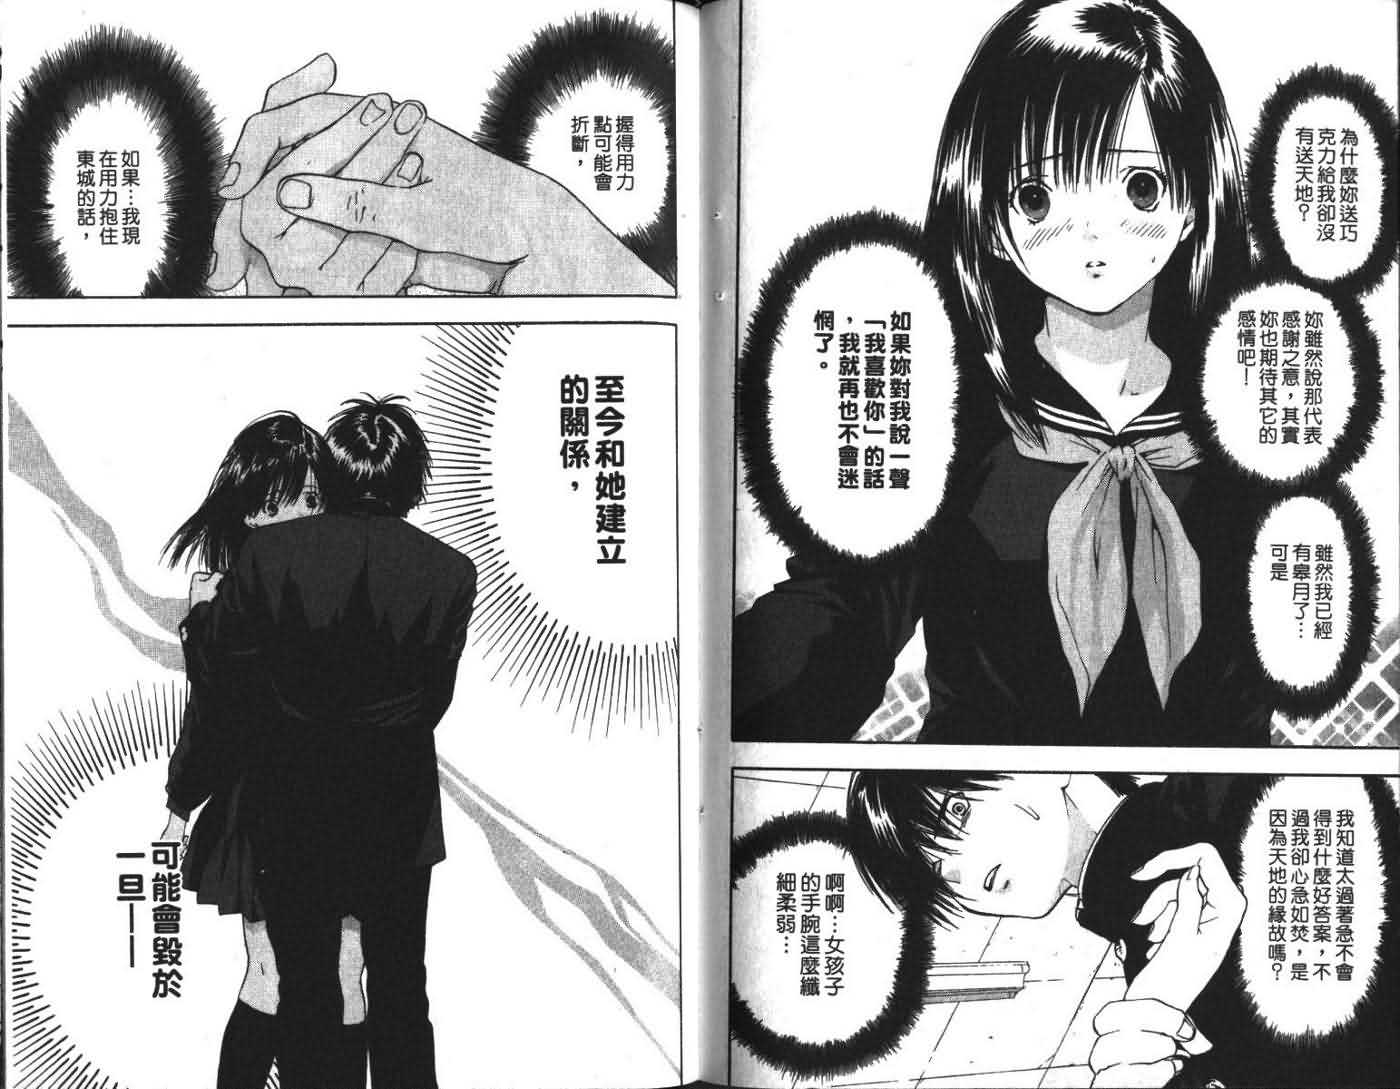 為什麼妳送巧
克力給我卻沒
有送天地?
妳雖然說那代表
感謝之意,其實
妳也期待其它的
感情吧!
雖然我已經
有皋月了…
可是
如果妳對我說一聲
「我喜歡你」的話
,我就再也不會迷
惘了。
我知道太過著急不會
得到什麼好答案,不
過我卻心急如焚,是
因為天地的緣故嗎?
啊啊…女孩子
的手腕這麼纖
細柔弱…
握得用力
點可能會
折斷,
如果…我現
在用力抱住
東城的話,
至今和她建立
的關係,
可能會毀於
一旦——